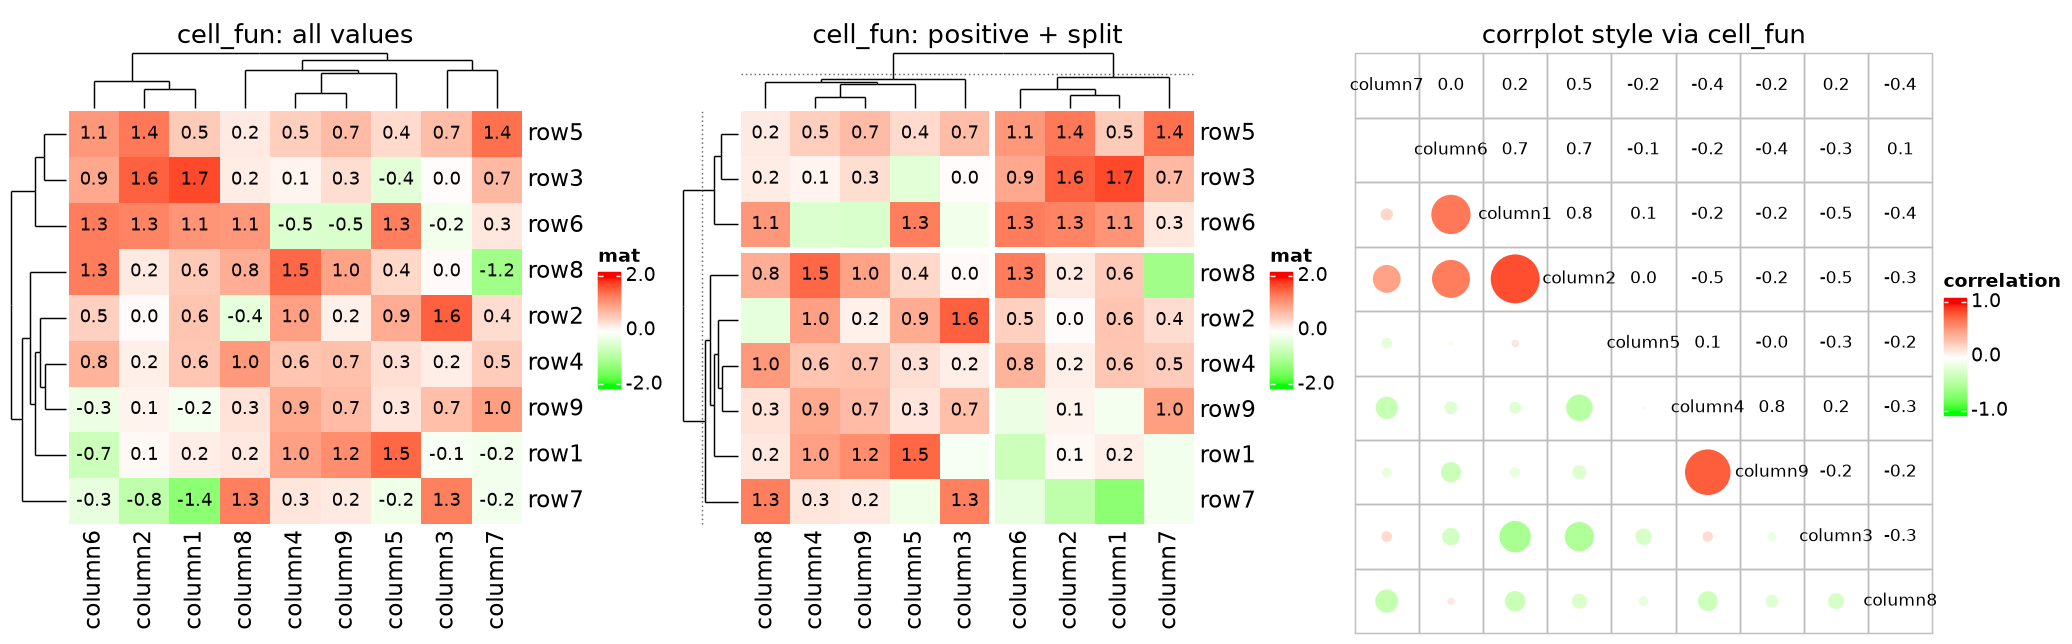 cell_fun: all values
1.1 1.4 0.5 0.2 0.5 0.7 0.4 0.7 1.4 row5
0.9 1.6 1.7 0.2 0.1 0.3 -0.4 0.0 0.7 row3
1.3 1.3 1.1 1.1 -0.5 -0.5 1.3 -0.2 0.3 row6
1.3 0.2 0.6 0.8 1.5 1.0 0.4 0.0 -1.2 row8
0.5 0.0 0.6 -0.4 1.0 0.2 0.9 1.6 0.4 row2
0.8 0.2 0.6 1.0 0.6 0.7 0.3 0.2 0.5 row4
-0.3 0.1 -0.2 0.3 0.9 0.7 0.3 0.7 1.0 row9
-0.7 0.1 0.2 0.2 1.0 1.2 1.5 -0.1 -0.2 row1
-0.3 -0.8 -1.4 1.3 0.3 0.2 -0.2 1.3 -0.2 row7
column6 column2 column1 column8 column4 column9 column5 column3 column7
mat
2.0
0.0
-2.0
cell_fun: positive + split
0.2 0.5 0.7 0.4 0.7 1.1 1.4 0.5 1.4 row5
0.2 0.1 0.3 0.0 0.9 1.6 1.7 0.7 row3
1.1 1.3 1.3 1.3 1.1 0.3 row6
0.8 1.5 1.0 0.4 0.0 1.3 0.2 0.6 row8
1.0 0.2 0.9 1.6 0.5 0.0 0.6 0.4 row2
1.0 0.6 0.7 0.3 0.2 0.8 0.2 0.6 0.5 row4
0.3 0.9 0.7 0.3 0.7 0.1 1.0 row9
0.2 1.0 1.2 1.5 0.1 0.2 row1
1.3 0.3 0.2 1.3 row7
column8 column4 column9 column5 column3 column6 column2 column1 column7
mat
2.0
0.0
-2.0
corrplot style via cell_fun
column7 0.0 0.2 0.5 -0.2 -0.4 -0.2 0.2 -0.4
column6 0.7 0.7 -0.1 -0.2 -0.4 -0.3 0.1
column1 0.8 0.1 -0.2 -0.2 -0.5 -0.4
column2 0.0 -0.5 -0.2 -0.5 -0.3
column5 0.1 -0.0 -0.3 -0.2
column4 0.8 0.2 -0.3
column9 -0.2 -0.2
column3 -0.3
column8
correlation
1.0
0.0
-1.0